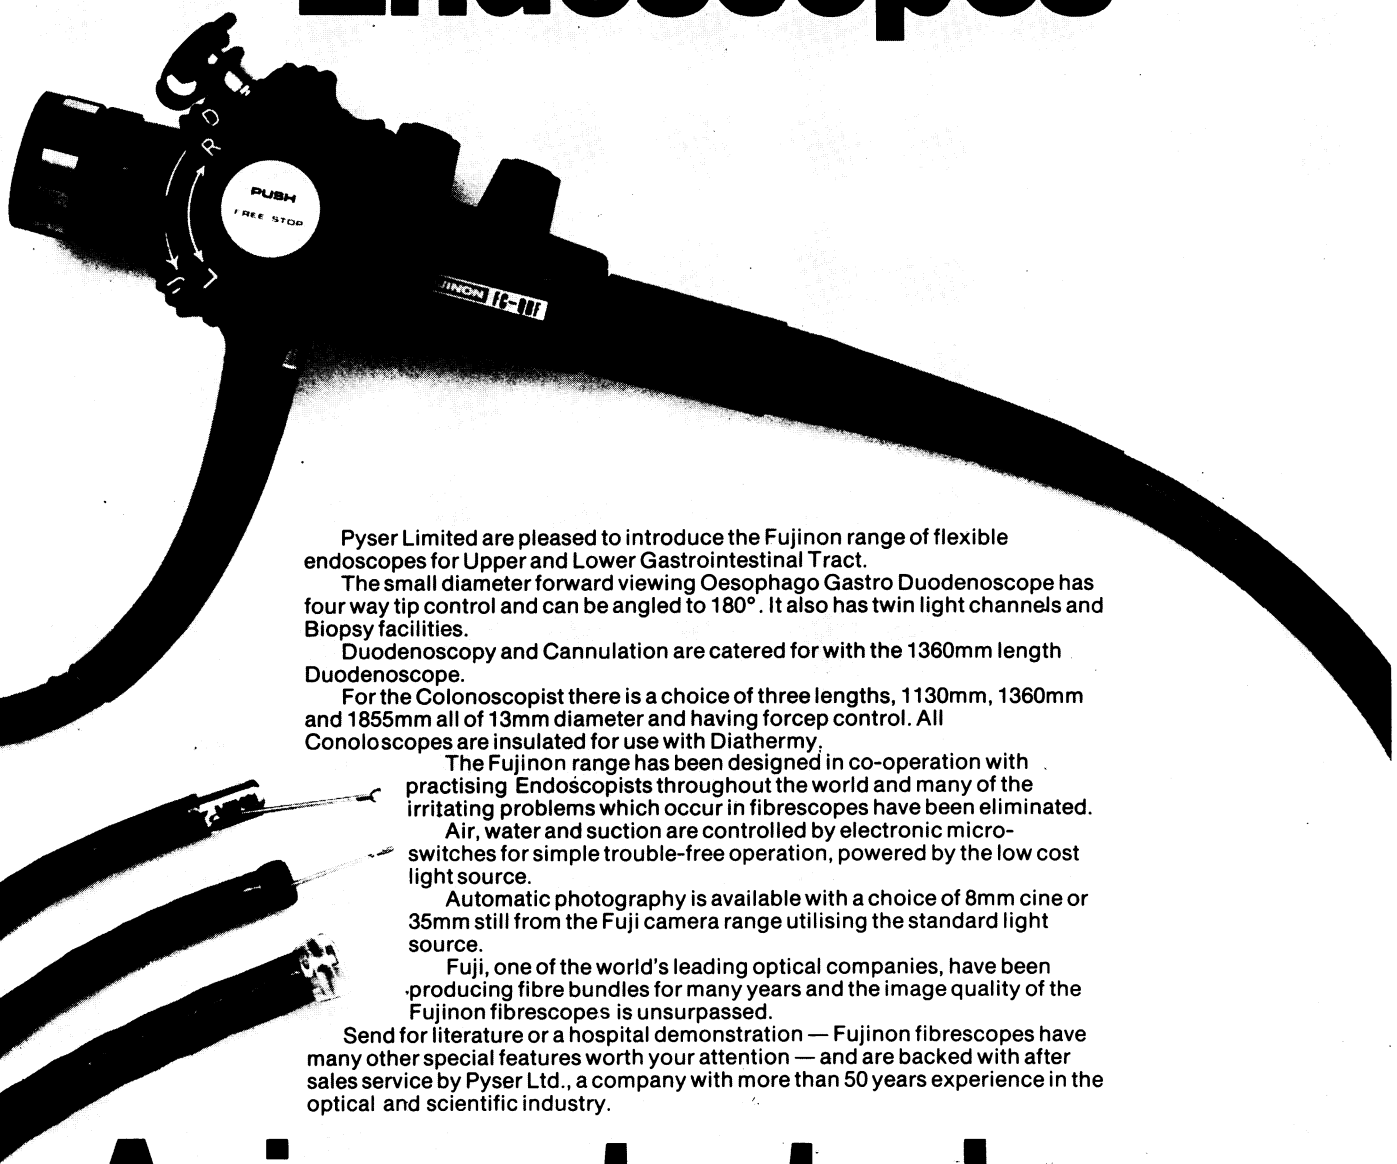 Endoscopes
D
R
PUSH
FREE STOP
U
L
JINON
Pyser Limited are pleased to introduce the Fujinon range of flexible
endoscopes for Upper and Lower Gastrointestinal Tract.
The small diameter forward viewing Oesophago Gastro Duodenoscope has
four way tip control and can be angled to 180°. It also has twin light channels and
Biopsy facilities.
Duodenoscopy and Cannulation are catered for with the 1360mm length
Duodenoscope.
For the Colonoscopist there is a choice of three lengths, 1130mm, 1360mm
and 1855mm all of 13mm diameter and having forcep control. All
Conoloscopes are insulated for use with Diathermy.
The Fujinon range has been designed in co-operation with
practising Endoscopists throughout the world and many of the
irritating problems which occur in fibrescopes have been eliminated.
Air, water and suction are controlled by electronic micro-
switches for simple trouble-free operation, powered by the low cost
light source.
Automatic photography is available with a choice of 8mm cine or
35mm still from the Fuji camera range utilising the standard light
source.
Fuji, one of the world's leading optical companies, have been
producing fibre bundles for many years and the image quality of the
Fujinon fibrescopes is unsurpassed.
Send for literature or a hospital demonstration — Fujinon fibrescopes have
many other special features worth your attention — and are backed with after
sales service by Pyser Ltd., a company with more than 50 years experience in the
optical and scientific industry.